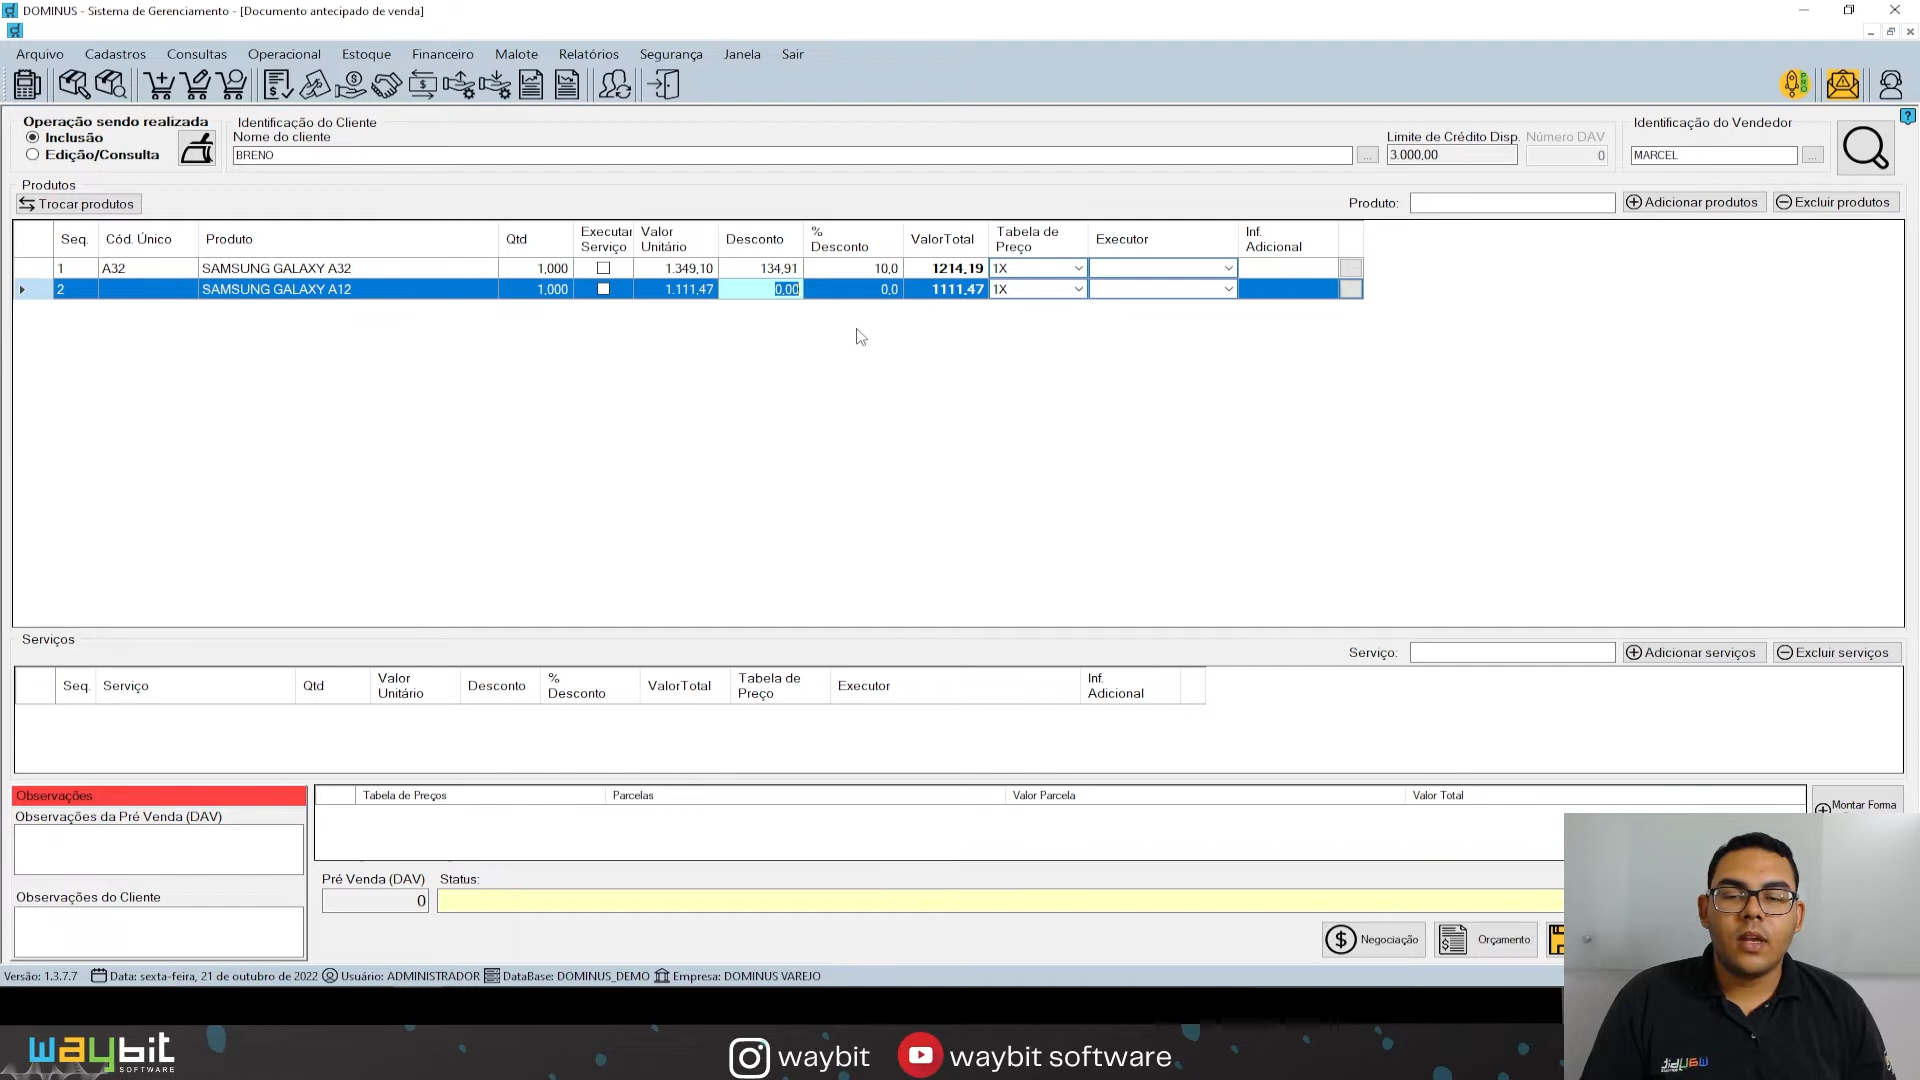 DOMINUS - Sistema de Gerenciamento - [Documento antecipado de venda]
Arquivo Cadastros Consultas Operacional Estoque Financeiro Malote Relatórios Segurança Janela Sair
PRO
?
Operação sendo realizada
Inclusão
Edição/Consulta
Identificação do Cliente
Nome do cliente
BRENO
...
Limite de Crédito Disp.
3.000,00
Número DAV
0
Identificação do Vendedor
MARCEL
...
Produtos
Trocar produtos
Produto:
Adicionar produtos
Excluir produtos
Seq. Cód. Único Produto Qtd Executar Serviço Valor Unitário Desconto % Desconto ValorTotal Tabela de Preço Executor Inf. Adicional
1 A32 SAMSUNG GALAXY A32 1,000 1.349,10 134,91 10,0 1214,19 1X
2 SAMSUNG GALAXY A12 1,000 1.111,47 0,00 0,0 1111,47 1X
Serviços
Serviço:
Adicionar serviços
Excluir serviços
Seq. Serviço Qtd Valor Unitário Desconto % Desconto ValorTotal Tabela de Preço Executor Inf. Adicional
Observações
Observações da Pré Venda (DAV)
Observações do Cliente
Tabela de Preços Parcelas Valor Parcela Valor Total
Montar Forma
Pré Venda (DAV)
0
Status:
Negociação
Orçamento
Versão: 1.3.7.7 Data: sexta-feira, 21 de outubro de 2022 Usuário: ADMINISTRADOR DataBase: DOMINUS_DEMO Empresa: DOMINUS VAREJO
waybit
SOFTWARE
waybit
waybit software